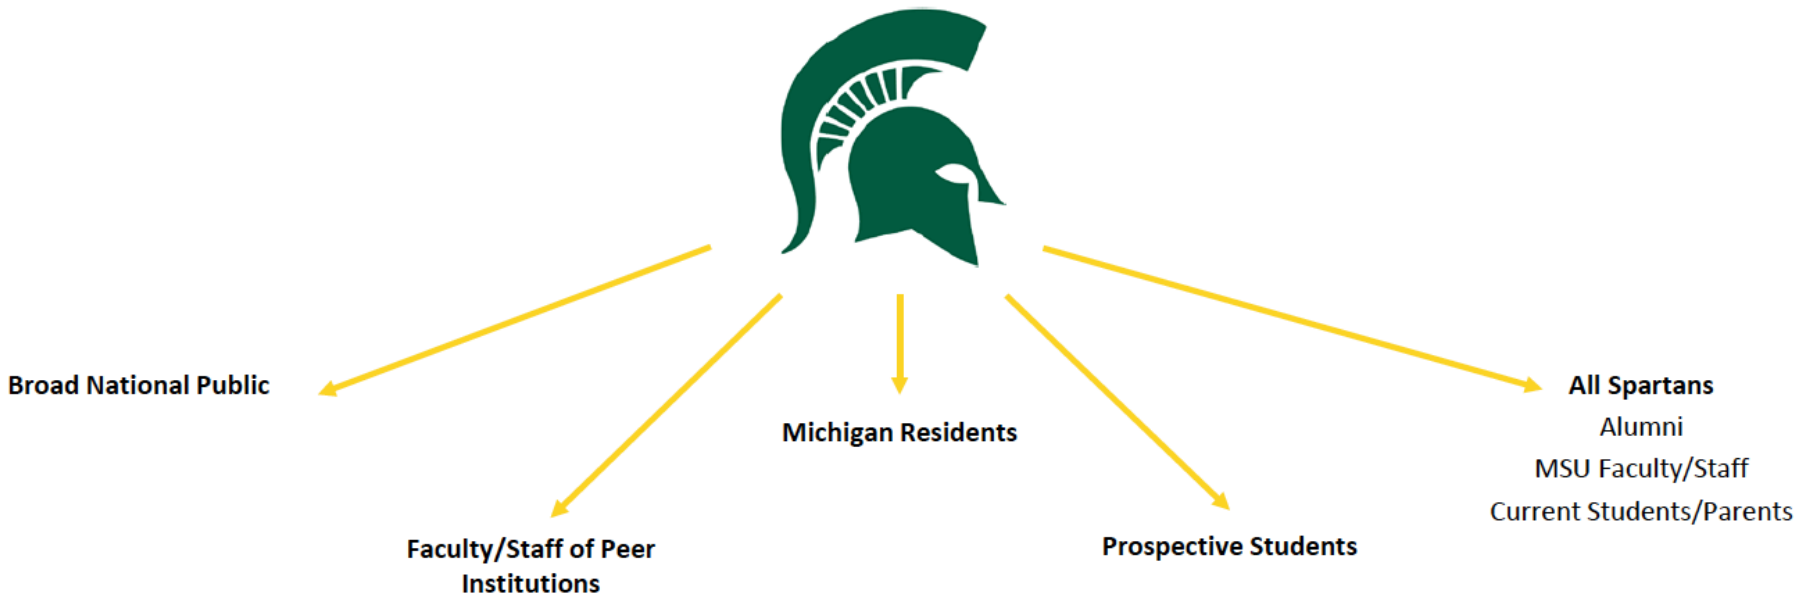 Broad National Public
Faculty/Staff of Peer
Institutions
Michigan Residents
Prospective Students
All Spartans
Alumni
MSU Faculty/Staff
Current Students/Parents